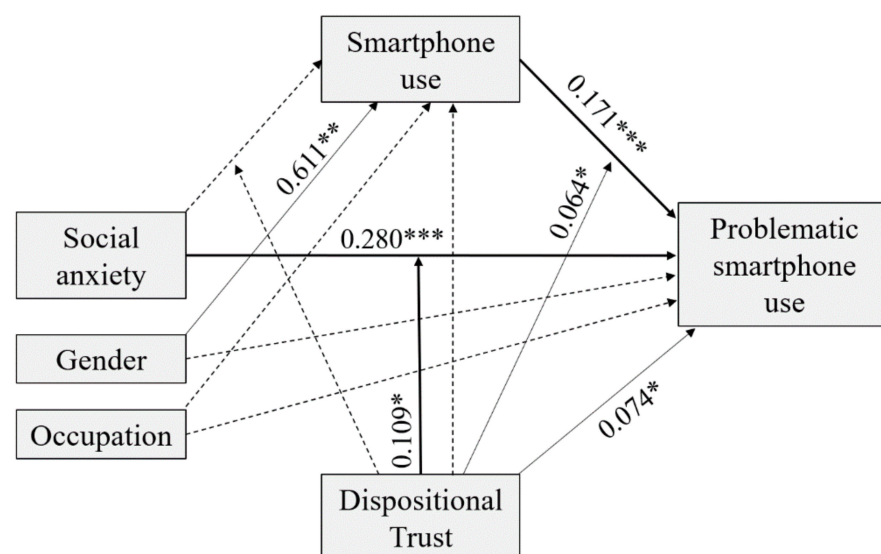 Smartphone
use
0.171***
0.611**
0.064*
Social
anxiety
0.280***
Problematic
smartphone
use
Gender
Occupation
0.109*
0.074*
Dispositional
Trust